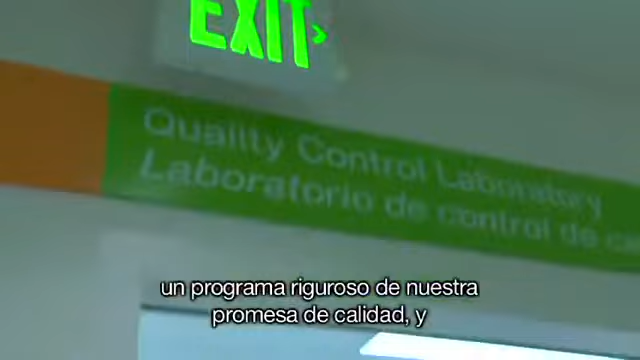 EXIT
Quality Control Laboratory
Laboratorio de control de
un programa riguroso de nuestra
promesa de calidad, y